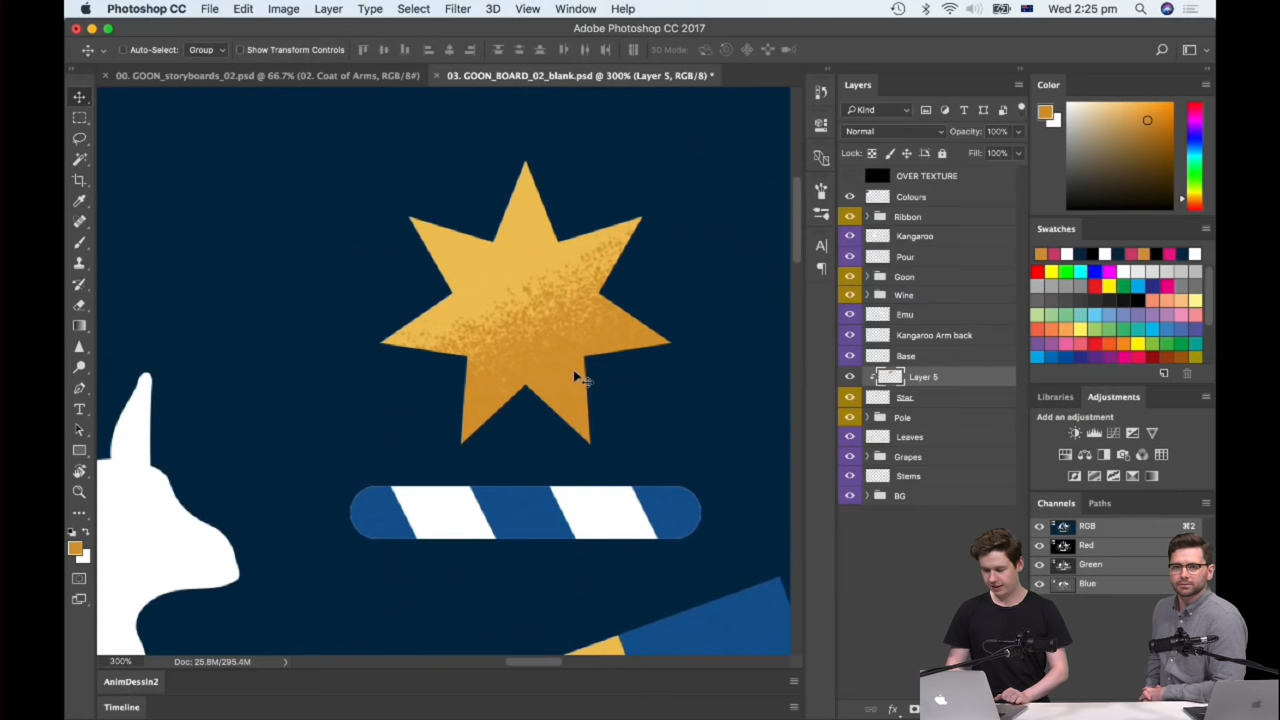 Photoshop CC File Edit Image Layer Type Select Filter 3D View Window Help Wed 2:25 pm
Adobe Photoshop CC 2017
Auto-Select: Group Show Transform Controls 3D Mode:
× 00. GOON_storyboards_02.psd @ 66.7% (02. Coat of Arms, RGB/8#) × 03. GOON_BOARD_02_blank.psd @ 300% (Layer 5, RGB/8) *
Layers
Kind
Normal Opacity: 100%
Lock: Fill: 100%
OVER TEXTURE
Colours
Ribbon
Kangaroo
Pour
Goon
Wine
Emu
Kangaroo Arm back
Base
Layer 5
Star
Pole
Leaves
Grapes
Stems
BG
fx
Color
Swatches
Libraries Adjustments
Add an adjustment
Channels Paths
RGB ⌘2
Red
Green
Blue
300% Doc: 25.8M/295.4M
AnimDessin2
Timeline